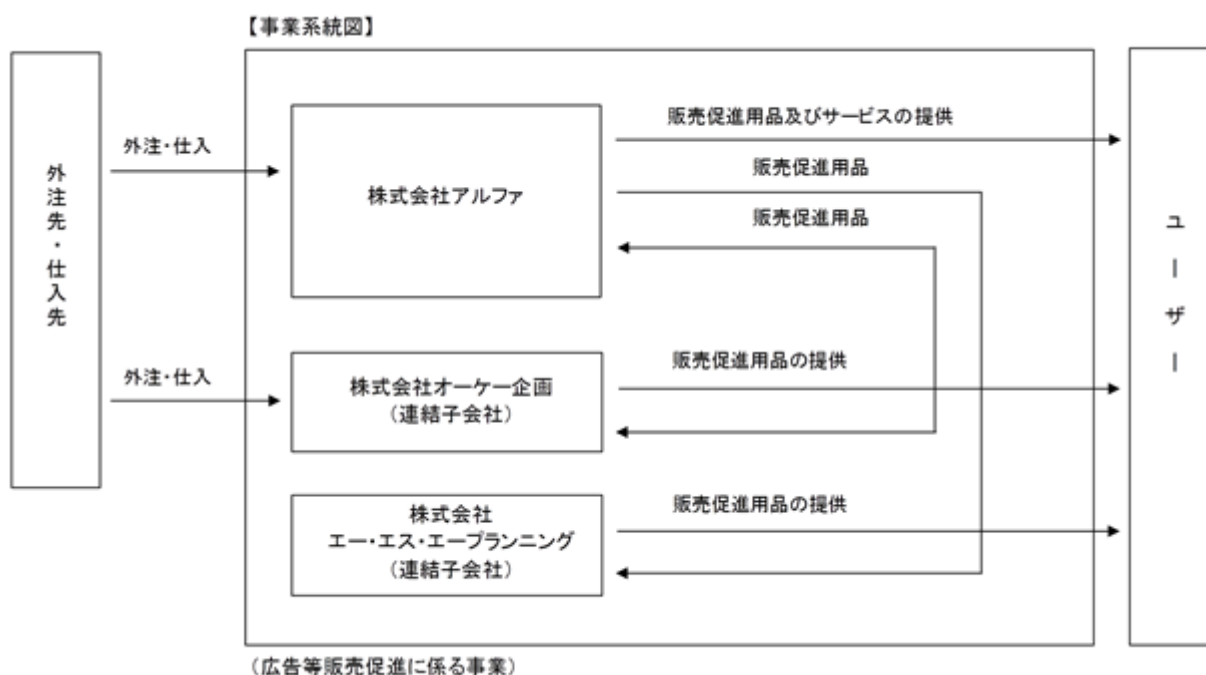 【事業系統図】
外注先・仕入先
外注・仕入
株式会社アルファ
販売促進用品及びサービスの提供
販売促進用品
販売促進用品
ユーザー
外注・仕入
株式会社オーケー企画
（連結子会社）
販売促進用品の提供
株式会社
エー・エス・エープランニング
（連結子会社）
販売促進用品の提供
（広告等販売促進に係る事業）